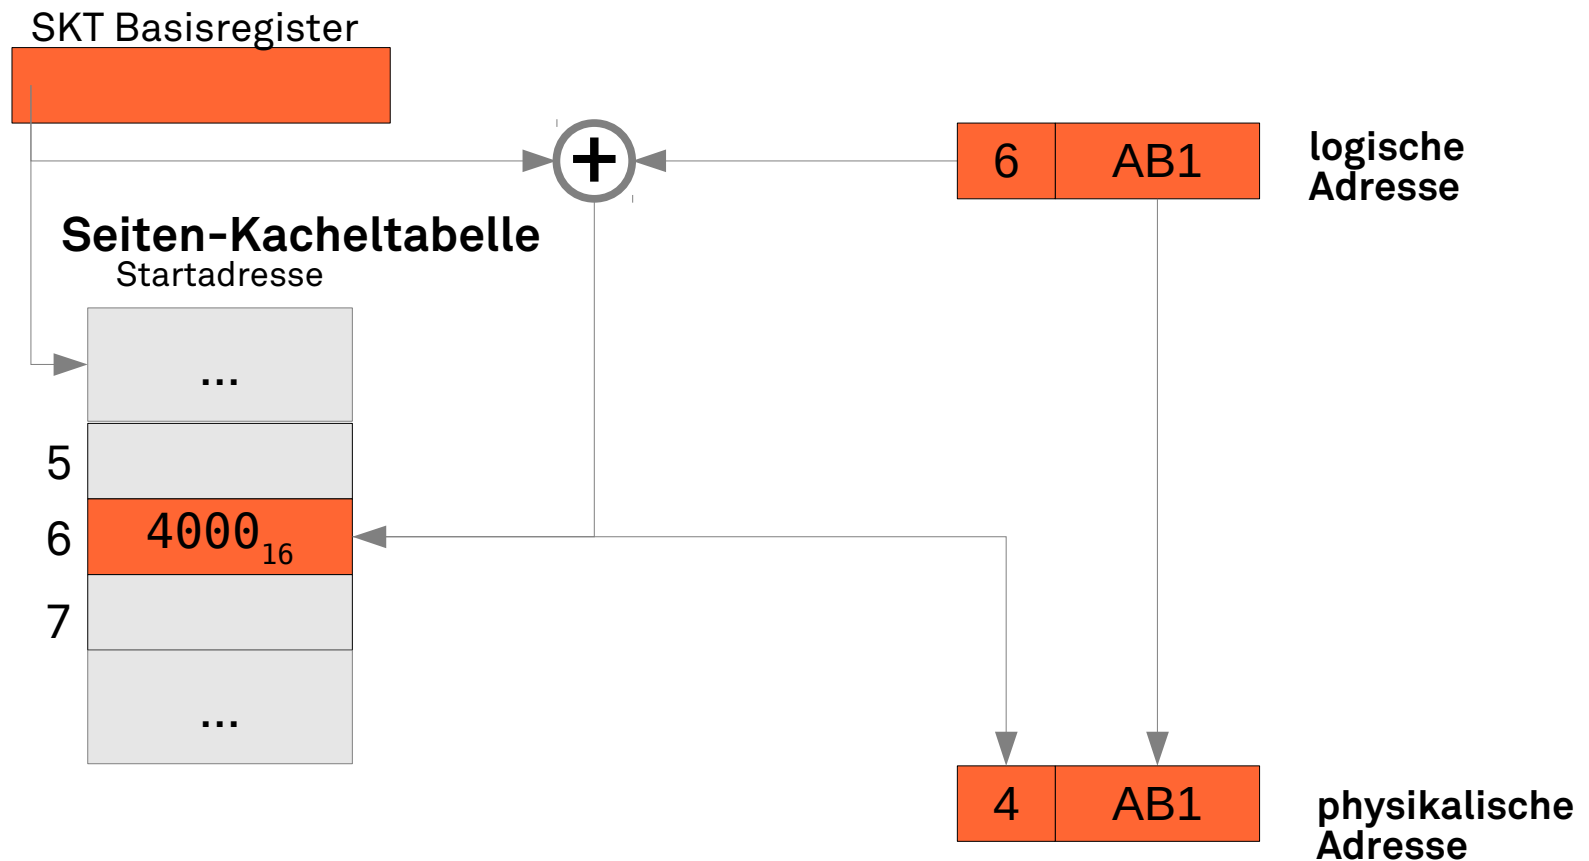 SKT Basisregister
+
6 AB1
logische
Adresse
Seiten-Kacheltabelle
Startadresse
...
5
6 4000₁₆
7
...
4 AB1
physikalische
Adresse